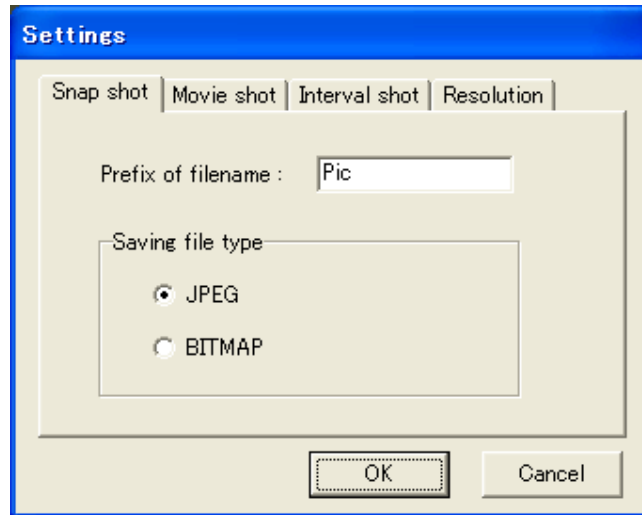 Settings
Snap shot Movie shot Interval shot Resolution
Prefix of filename : Pic
Saving file type
JPEG
BITMAP
OK Cancel